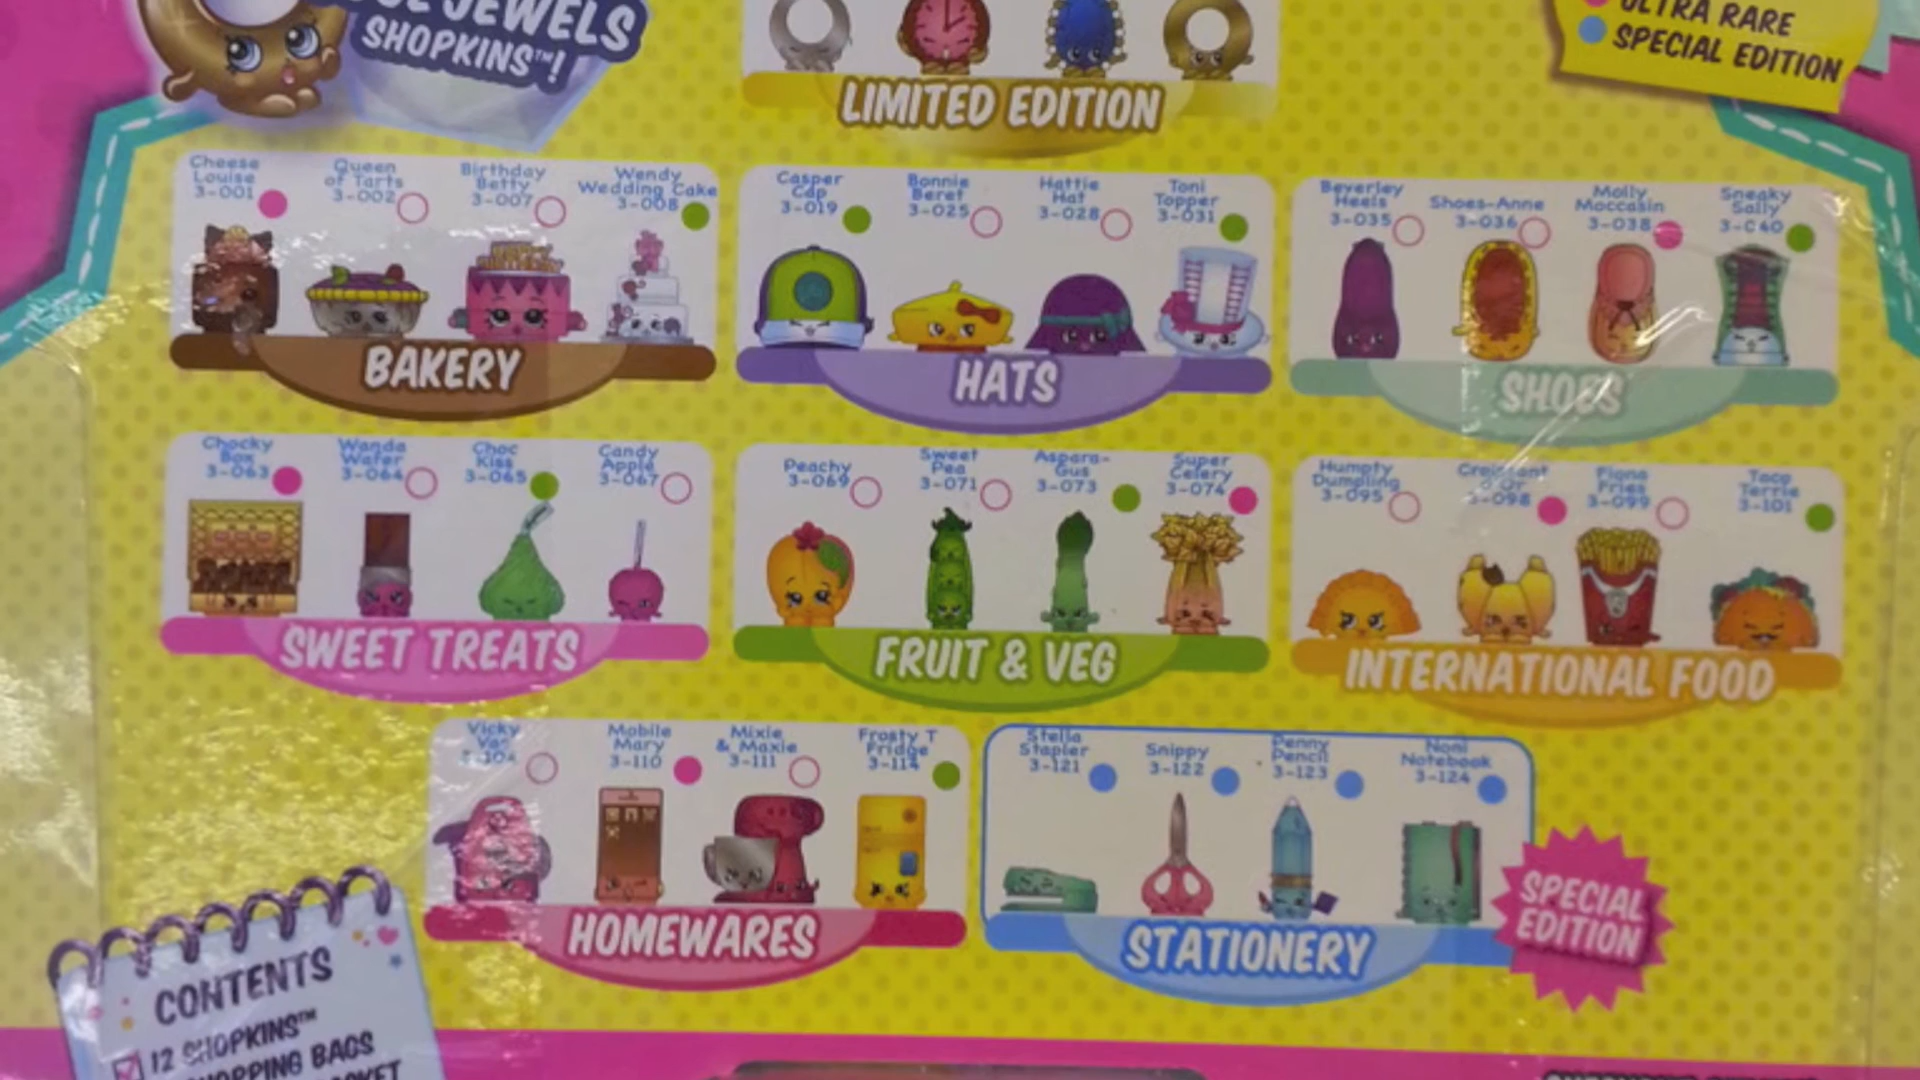 JEWELS
SHOPKINS™!
ULTRA RARE
SPECIAL EDITION
LIMITED EDITION
Cheese
Louise
3-001
Queen
of Tarts
3-002
Birthday
Betty
3-007
Wendy
Wedding Cake
3-008
BAKERY
Casper
Cap
3-019
Bonnie
Beret
3-025
Hattie
Hat
3-028
Toni
Topper
3-031
HATS
Beverley
Heels
3-035
Shoes-Anne
3-036
Molly
Moccasin
3-038
Sneaky
Sally
3-040
SHOES
Chocky
Box
3-063
Wanda
Wafer
3-064
Choc
Kiss
3-065
Candy
Apple
3-067
SWEET TREATS
Peachy
3-069
Sweet
Pea
3-071
Aspara-
Gus
3-073
Super
Celery
3-074
FRUIT & VEG
Humpty
Dumpling
3-095
Croissant
D'Or
3-098
Fiona
Fries
3-099
Taco
Terrie
3-101
INTERNATIONAL FOOD
Vicky
Vac
3-104
Mobile
Mary
3-110
Mixie
& Maxie
3-111
Frosty T
Fridge
3-114
HOMEWARES
Stella
Stapler
3-121
Snippy
3-122
Penny
Pencil
3-123
Noni
Notebook
3-124
STATIONERY
SPECIAL
EDITION
CONTENTS
12 SHOPKINS™
SHOPPING BAGS